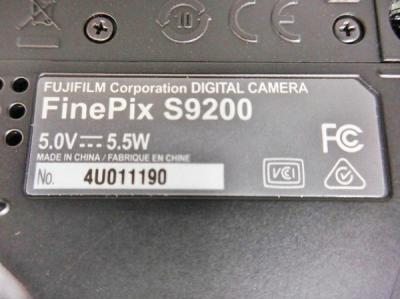 10
FUJIFILM Corporation DIGITAL CAMERA
FinePix S9200
5.0V⎓5.5W
MADE IN CHINA / FABRIQUE EN CHINE
No. 4U011190
FC
VCI